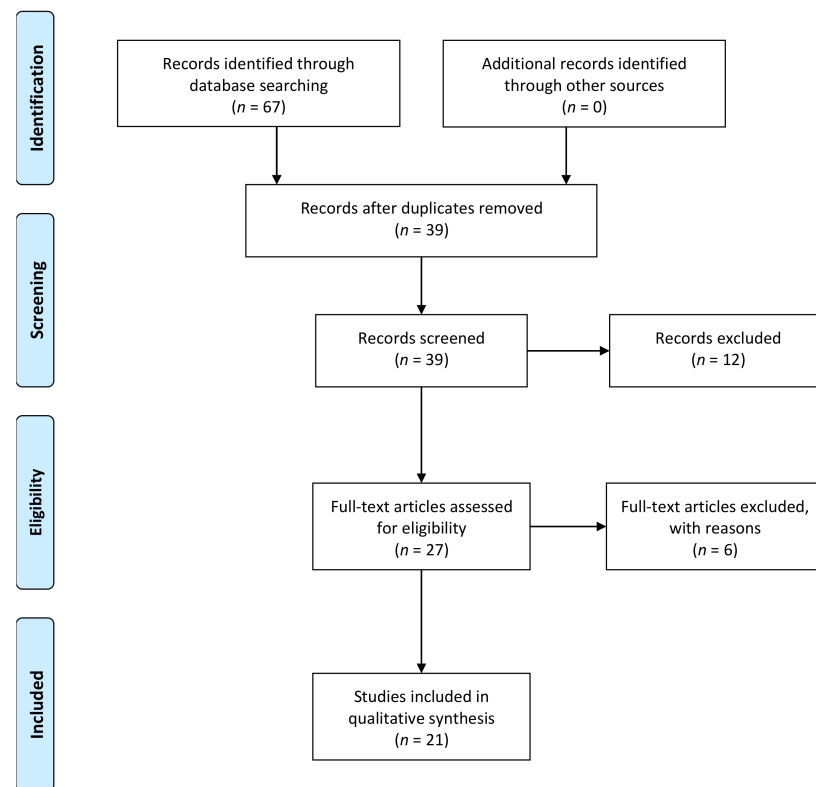 Identification
Records identified through
database searching
(n = 67)
Additional records identified
through other sources
(n = 0)
Records after duplicates removed
(n = 39)
Screening
Records screened
(n = 39)
Records excluded
(n = 12)
Eligibility
Full-text articles assessed
for eligibility
(n = 27)
Full-text articles excluded,
with reasons
(n = 6)
Included
Studies included in
qualitative synthesis
(n = 21)